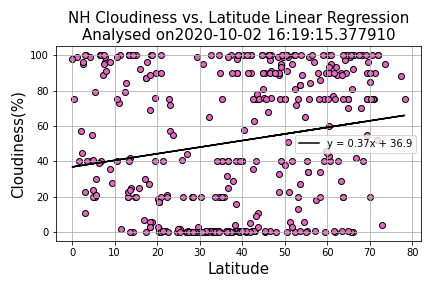 NH Cloudiness vs. Latitude Linear Regression
Analysed on2020-10-02 16:19:15.377910
Cloudiness(%)
100
80
60
40
20
0
y = 0.37x + 36.9
0 10 20 30 40 50 60 70 80
Latitude